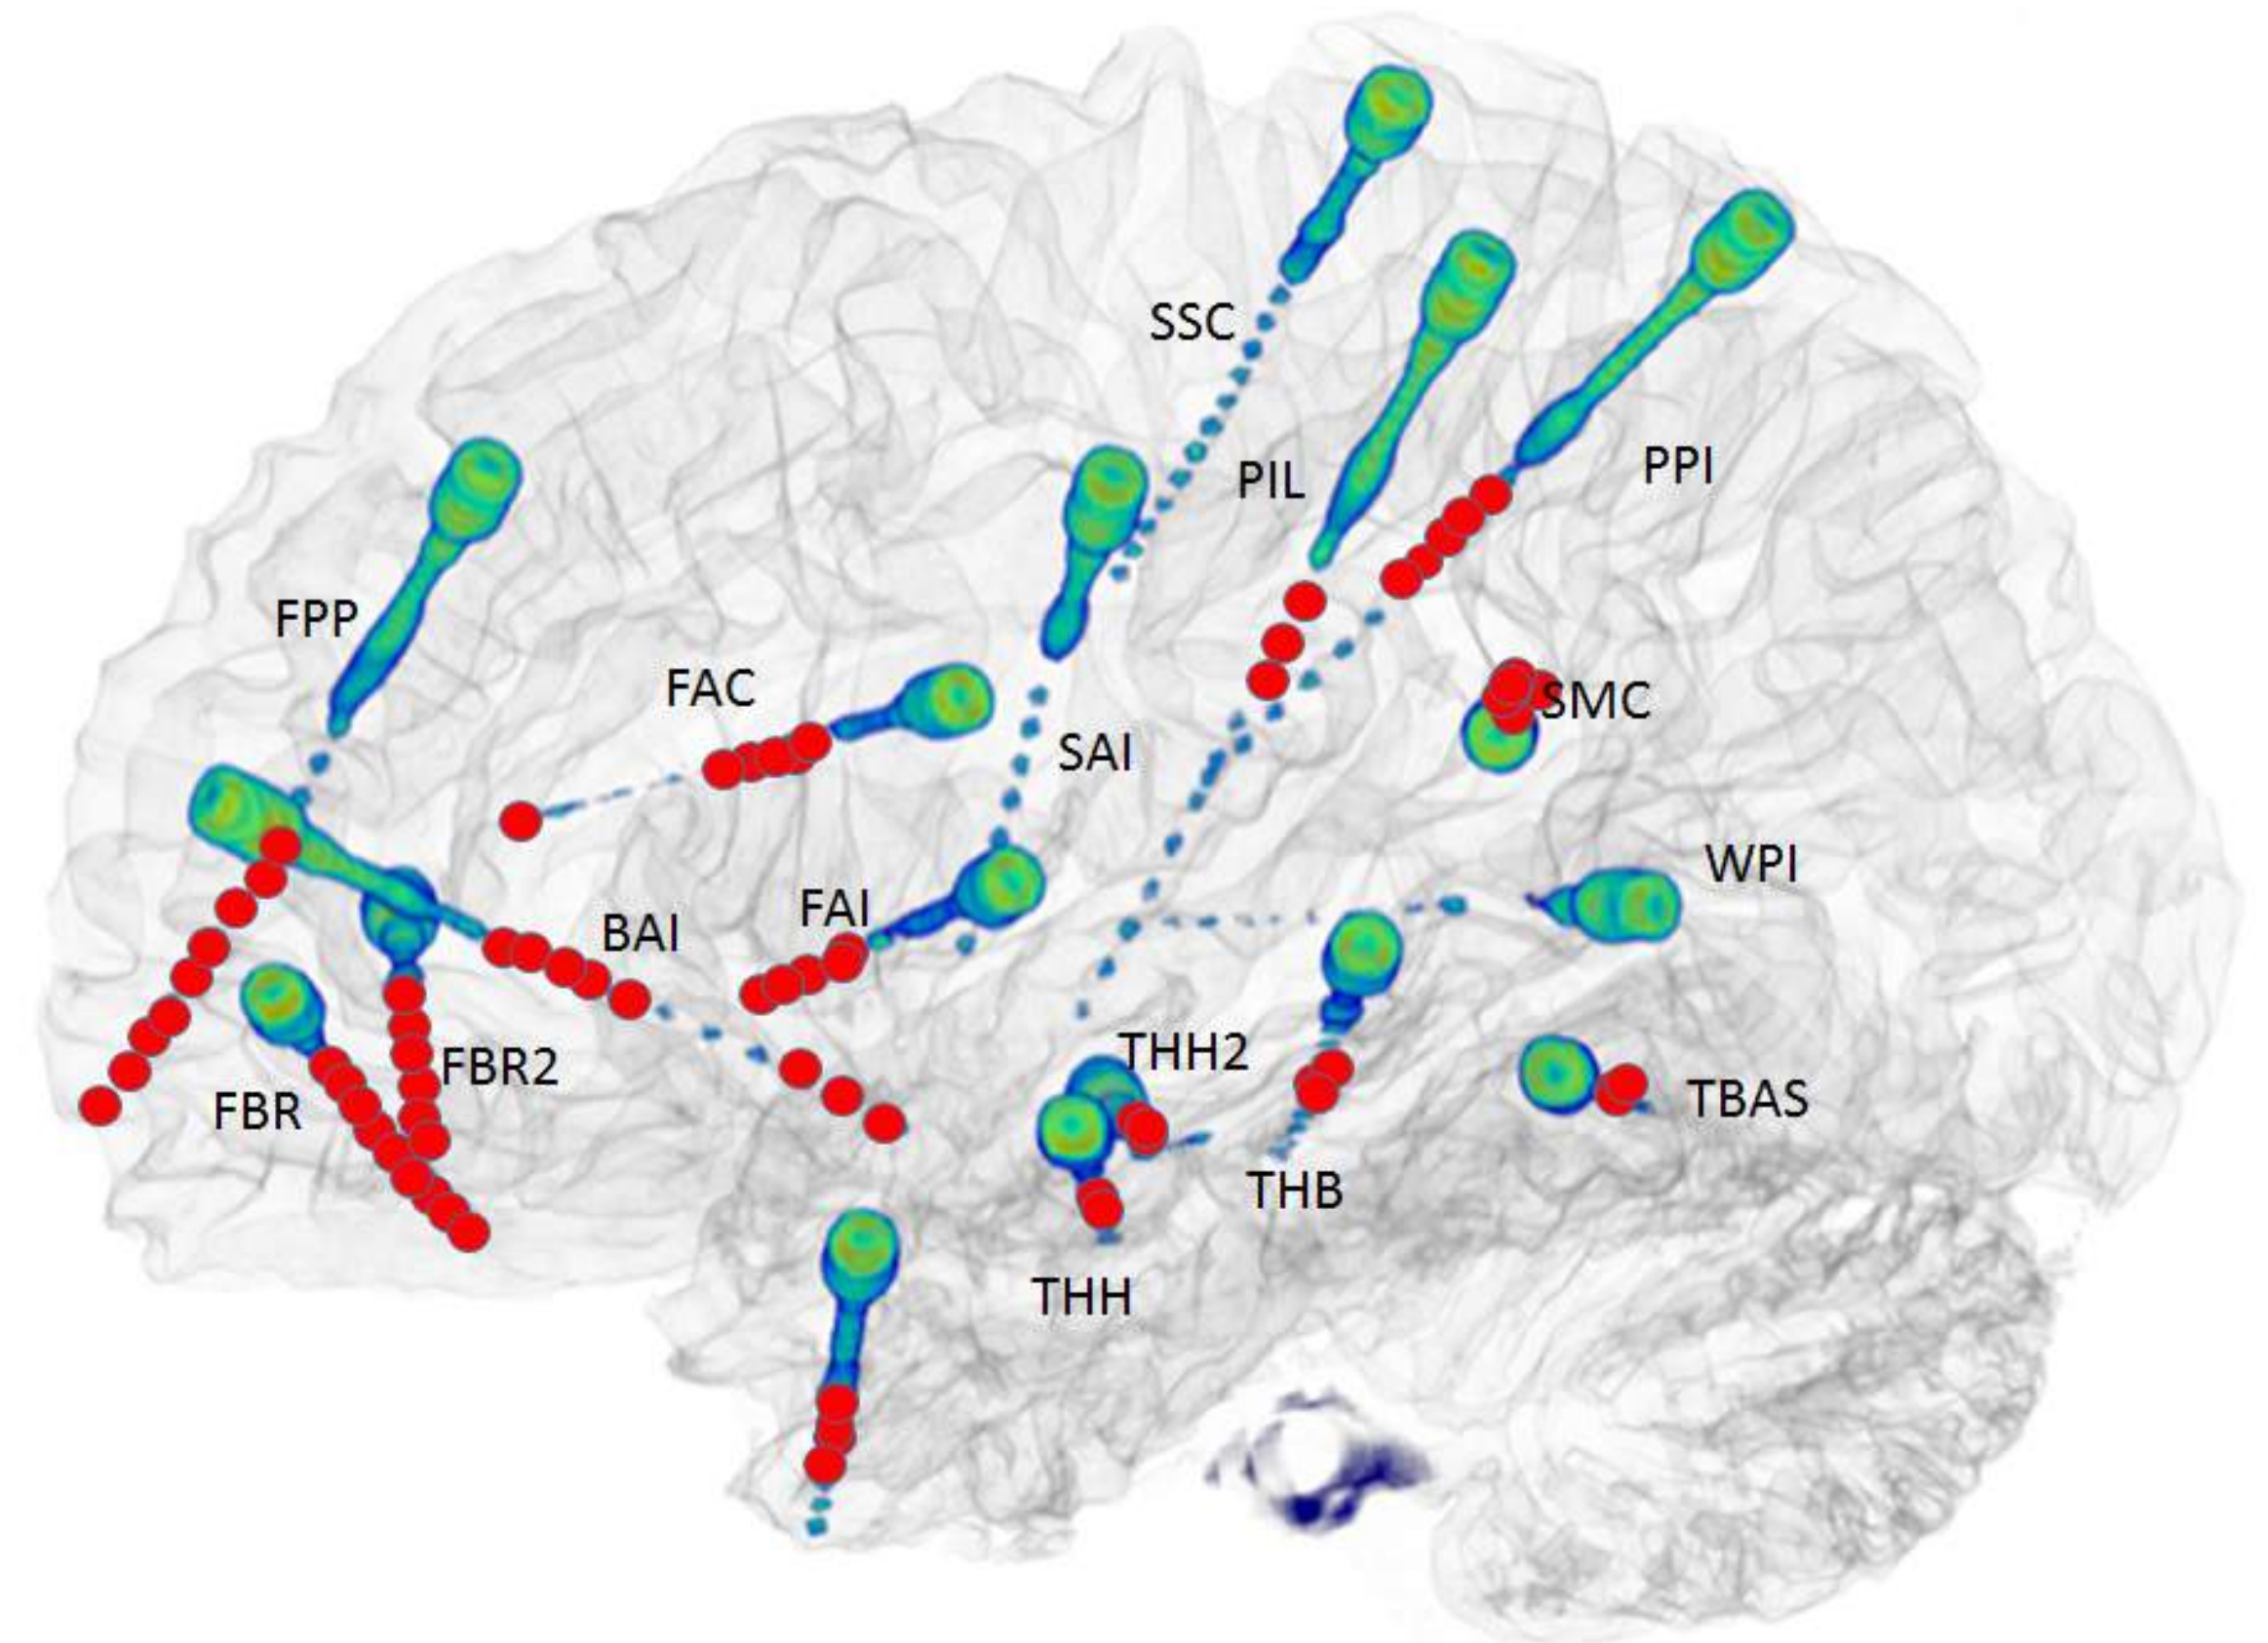 SSC
PIL
PPI
FPP
FAC
SMC
SAI
WPI
FAI
BAI
THH2
FBR2
TBAS
FBR
THB
THH